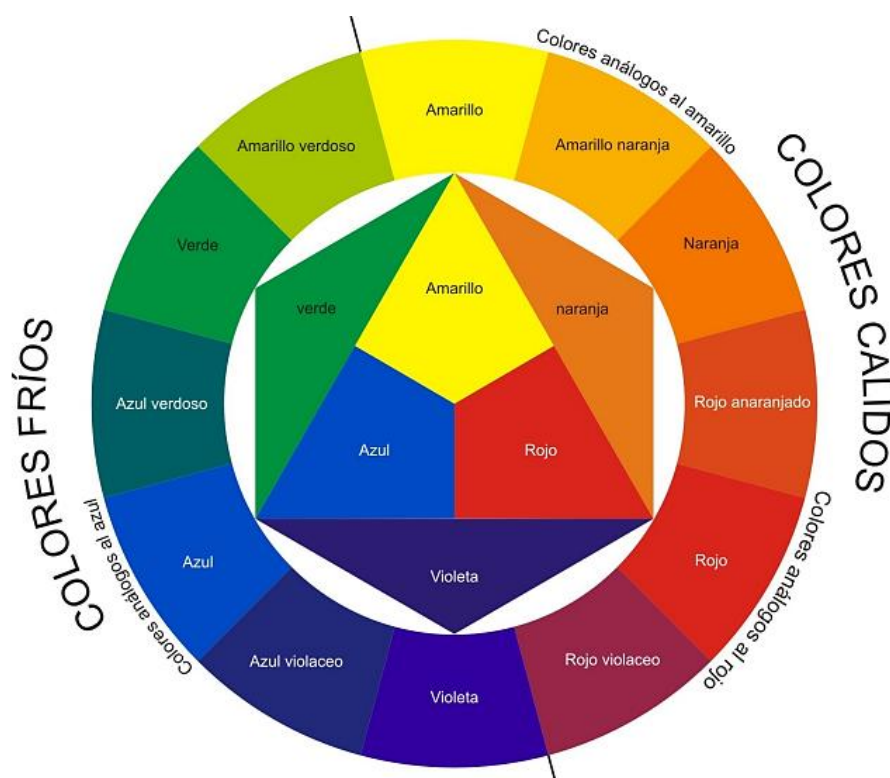 Colores análogos al amarillo
Amarillo
Amarillo verdoso
Amarillo naranja
COLORES CALIDOS
Verde
Naranja
Amarillo
verde
naranja
COLORES FRÍOS
Azul verdoso
Rojo anaranjado
Azul
Rojo
Colores análogos al azul
Azul
Rojo
Colores análogos al rojo
Violeta
Azul violaceo
Rojo violaceo
Violeta